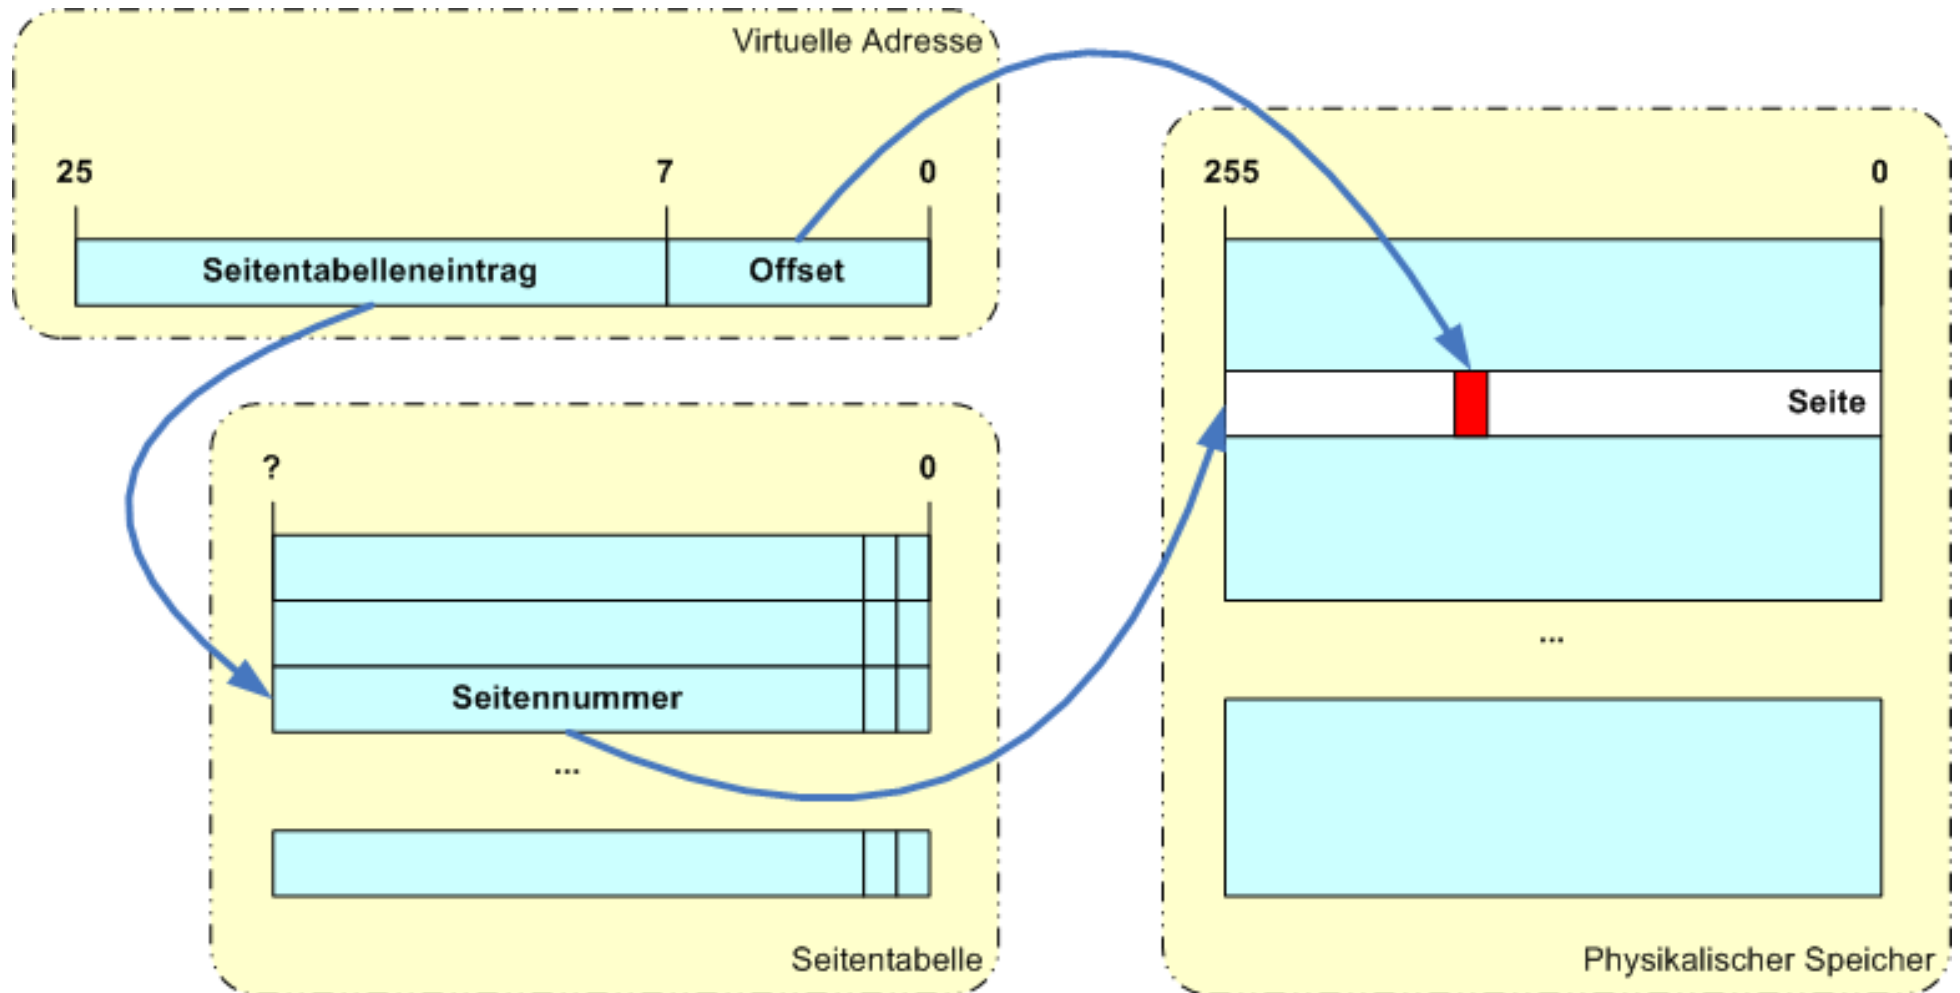 Virtuelle Adresse
25 7 0
Seitentabelleneintrag Offset
? 0
Seitennummer
...
Seitentabelle
255 0
Seite
...
Physikalischer Speicher